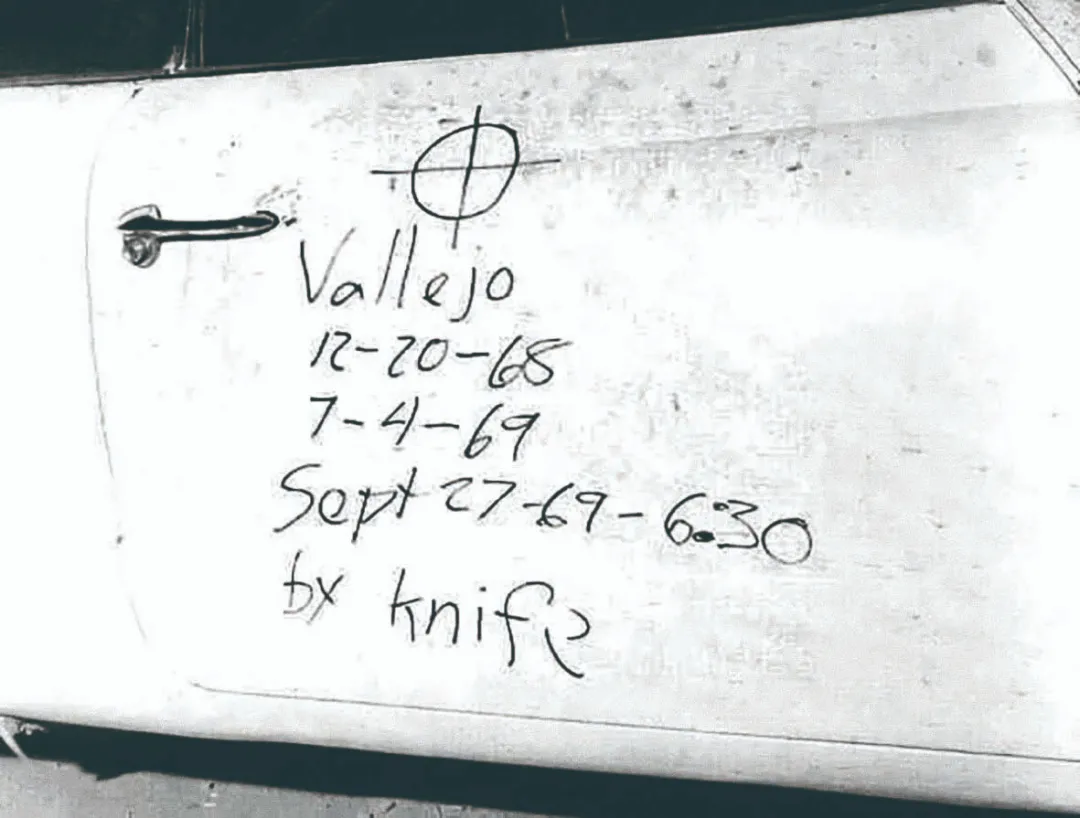 Vallejo
12-20-68
7-4-69
Sept 27-69-6:30
by knife